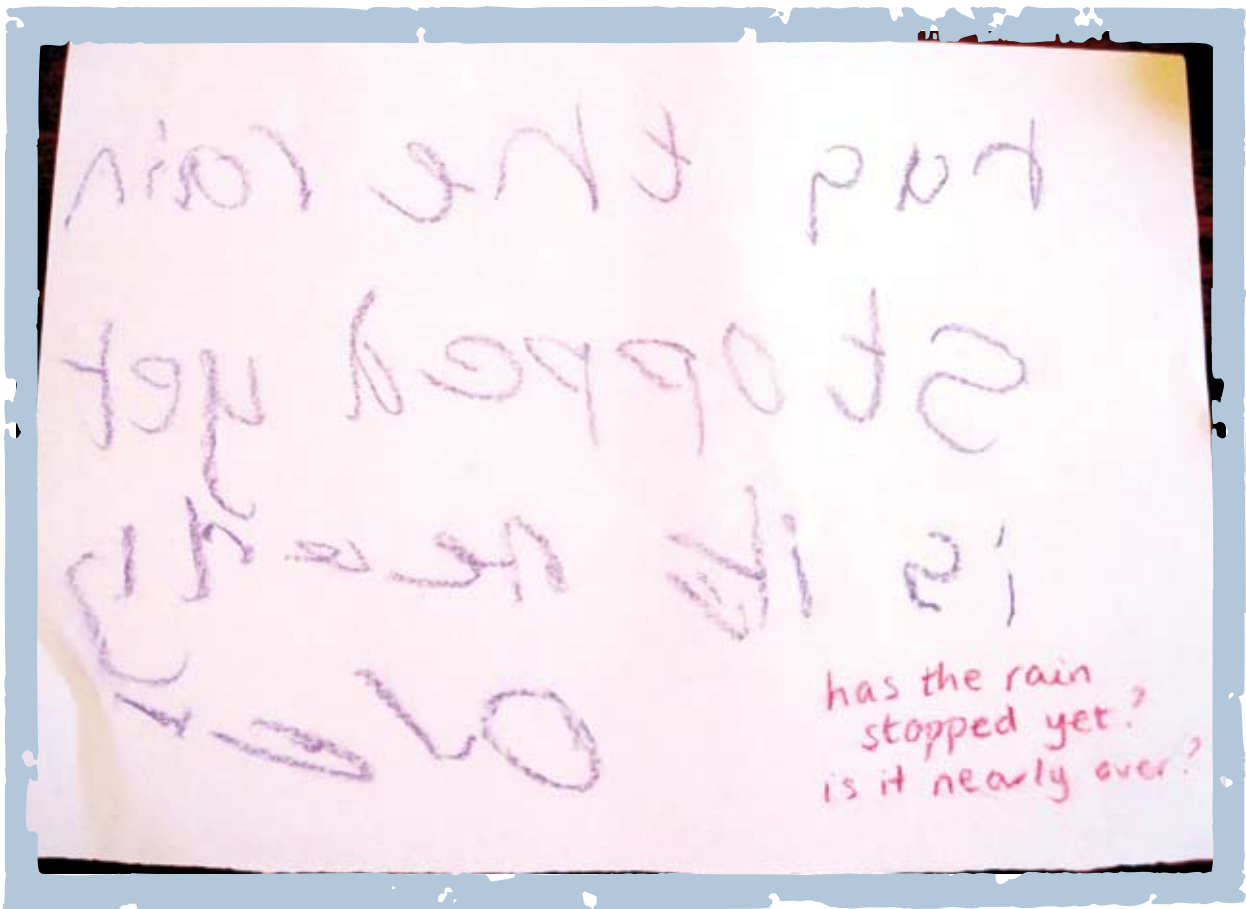 has the rain
stopped yet
is it nearly
over
has the rain
stopped yet?
is it nearly over?